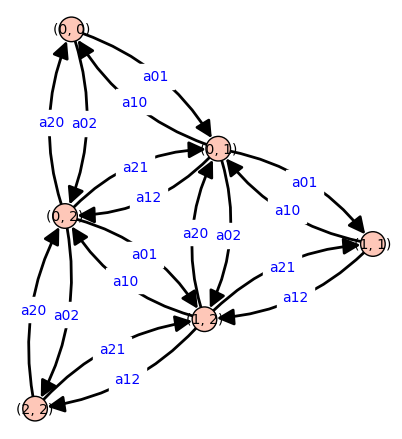 (0, 0)
a01
a10
a20 a02
a21
(0, 1)
a12
a01
a10
(0, 2)
a20 a02
(1, 1)
a01
a21
a10
a12
a20 a02
(1, 2)
a21
a12
(2, 2)